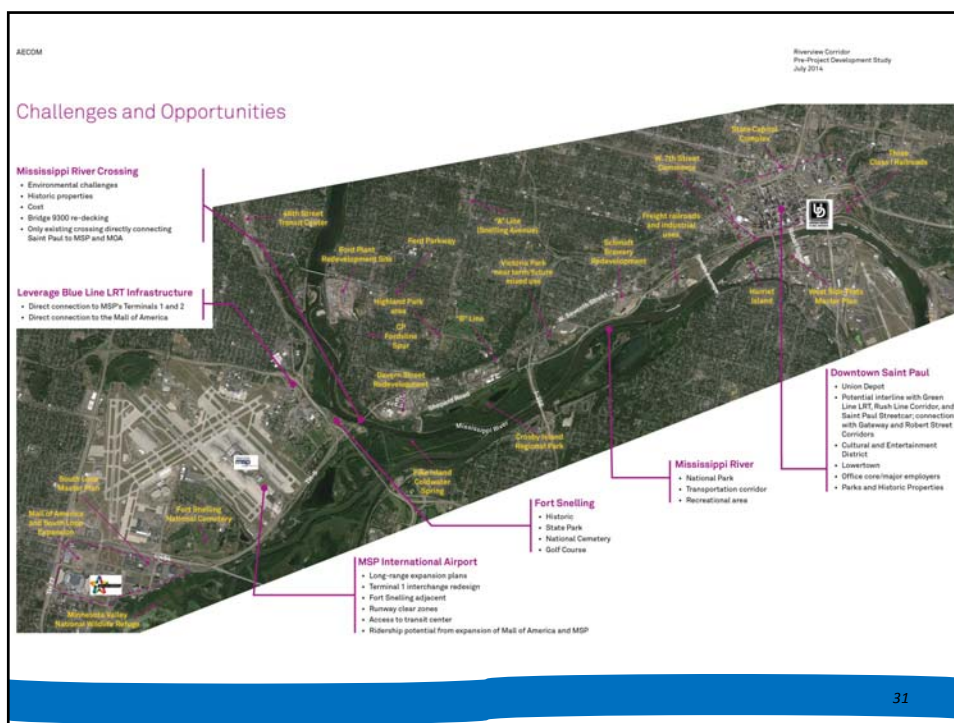 AECOM
Riverview Corridor
Pre-Project Development Study
July 2014
Challenges and Opportunities
Mississippi River Crossing
• Environmental challenges
• Historic properties
• Cost
• Bridge 9300 re-decking
• Only existing crossing directly connecting
Saint Paul to MSP and MOA
Leverage Blue Line LRT Infrastructure
• Direct connection to MSP's Terminals 1 and 2
• Direct connection to the Mall of America
State Capitol
Complex
W. 7th Street
Commerce
Three
Class I Railroads
46th Street
Transit Center
Ford Plant
Redevelopment Site
Ford Parkway
"A" Line
(Snelling Avenue)
Victoria Park
near term/future
mixed use
Freight railroads
and industrial
uses
Schmidt
Brewery
Redevelopment
Highland Park
area
CP
Ford
Spur
"B" Line
Harriet
Island
West Side Flats
Master Plan
Davern Street
Redevelopment
Shepard Road
Mississippi River
Crosby
Regional Park
Pike Island
Coldwater
Spring
South Loop
Master Plan
msp
Mall of America
and South Loop
Expansion
Fort Snelling
National Cemetery
Minnesota Valley
National Wildlife Refuge
Downtown Saint Paul
• Union Depot
• Potential interline with Green
Line LRT, Rush Line Corridor, and
Saint Paul Streetcar; connection
with Gateway and Robert Street
Corridors
• Cultural and Entertainment
District
• Lowertown
• Office core/major employers
• Parks and Historic Properties
Mississippi River
• National Park
• Transportation corridor
• Recreational area
Fort Snelling
• Historic
• State Park
• National Cemetery
• Golf Course
MSP International Airport
• Long-range expansion plans
• Terminal 1 interchange redesign
• Fort Snelling adjacent
• Runway clear zones
• Access to transit center
• Ridership potential from expansion of Mall of America and MSP
31